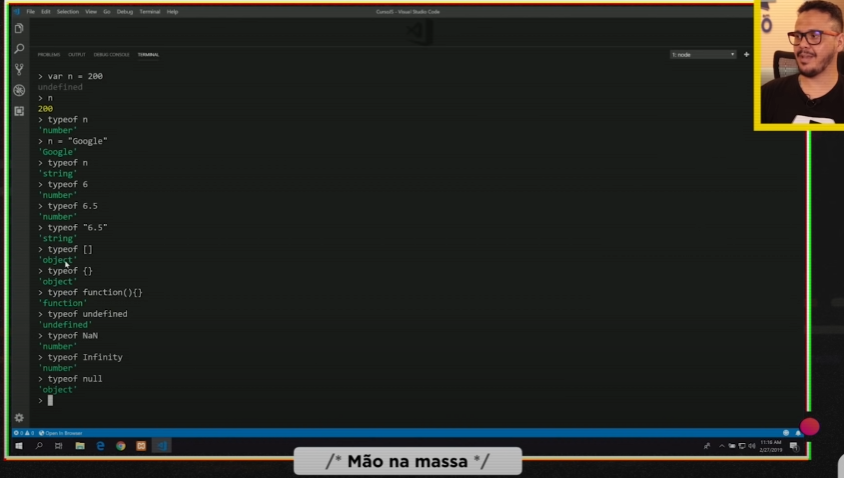 File Edit Selection View Go Debug Terminal Help
Curso05 - Visual Studio Code
PROBLEMS OUTPUT DEBUG CONSOLE TERMINAL
1: node
> var n = 200
undefined
> n
200
> typeof n
'number'
> n = "Google"
'Google'
> typeof n
'string'
> typeof 6
'number'
> typeof 6.5
'number'
> typeof "6.5"
'string'
> typeof []
'object'
> typeof {}
'object'
> typeof function(){}
'function'
> typeof undefined
'undefined'
> typeof NaN
'number'
> typeof Infinity
'number'
> typeof null
'object'
>
0 0 Open In Browser
11:16 AM
2/27/2019
/* Mão na massa */